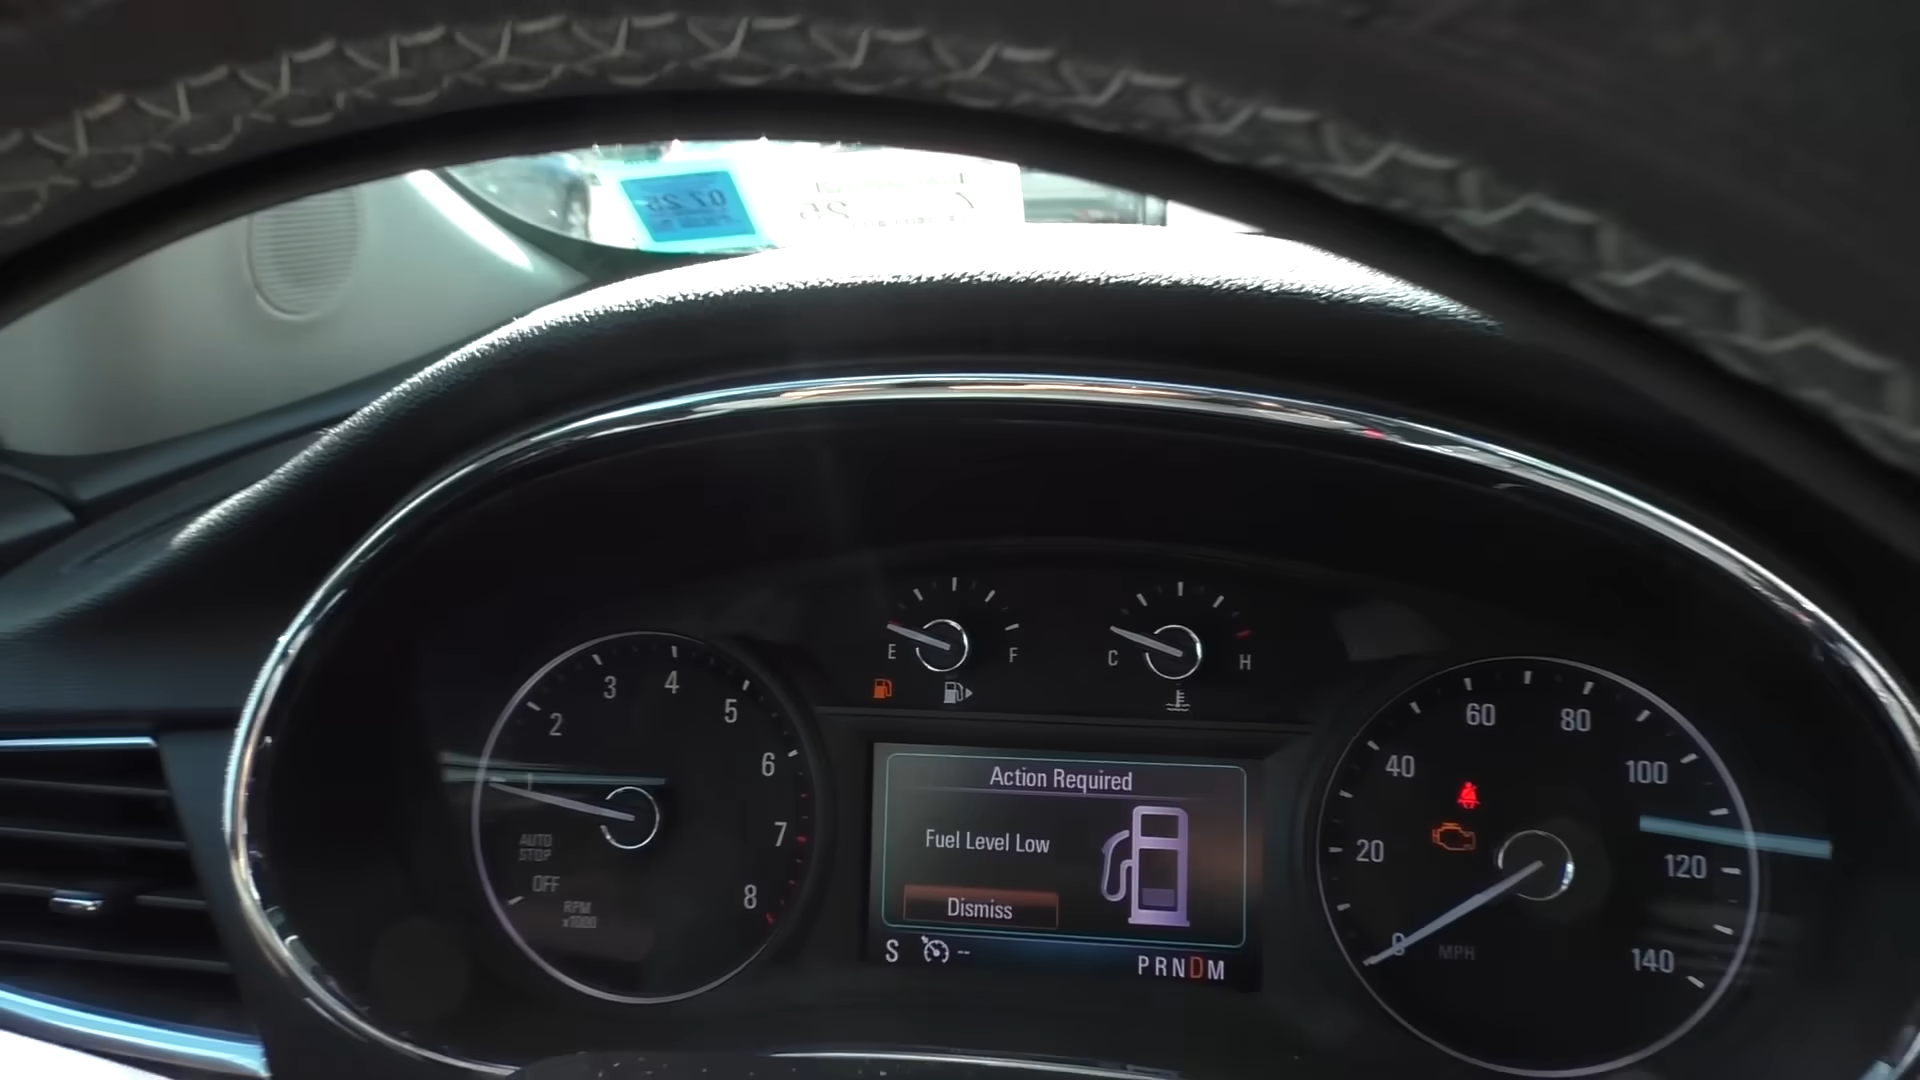 07 25
25
E
F
C
H
2
3
4
5
6
7
8
AUTO
STOP
OFF
RPM
x1000
Action Required
Fuel Level Low
Dismiss
S
--
PRNDM
0
20
40
60
80
100
120
140
MPH